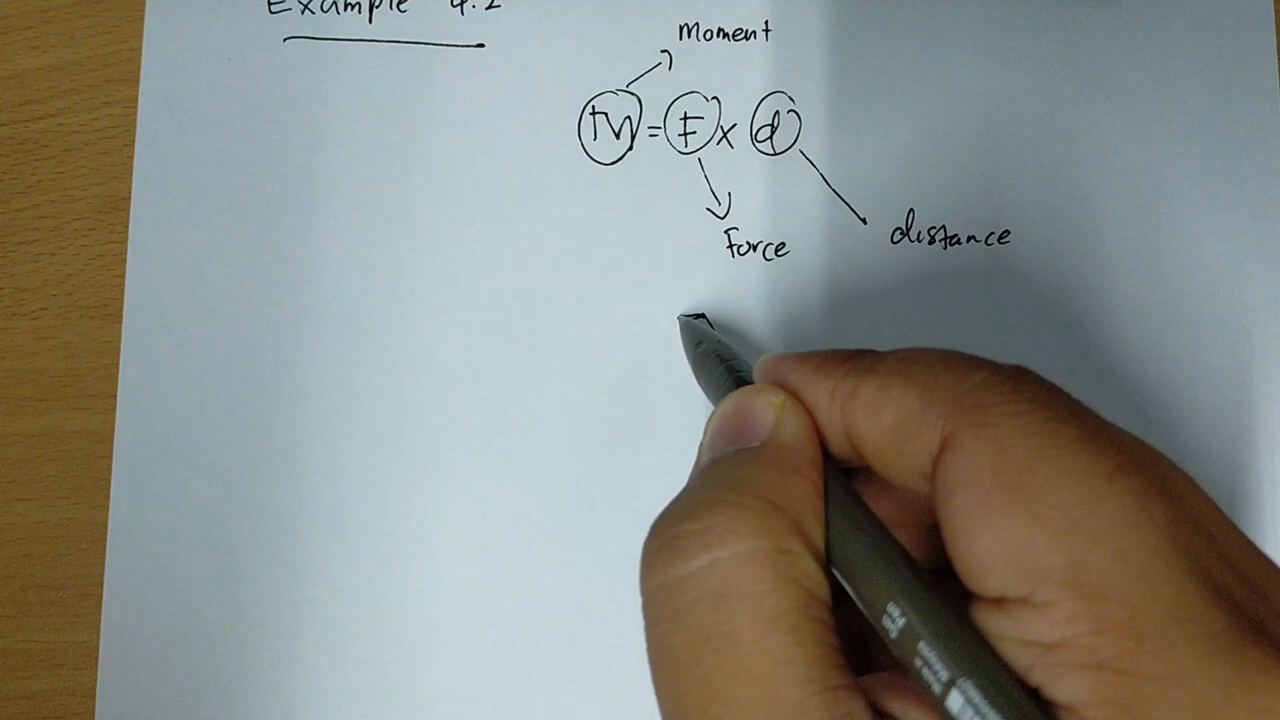 Example 4.2
Moment
M = F x d
Force
distance